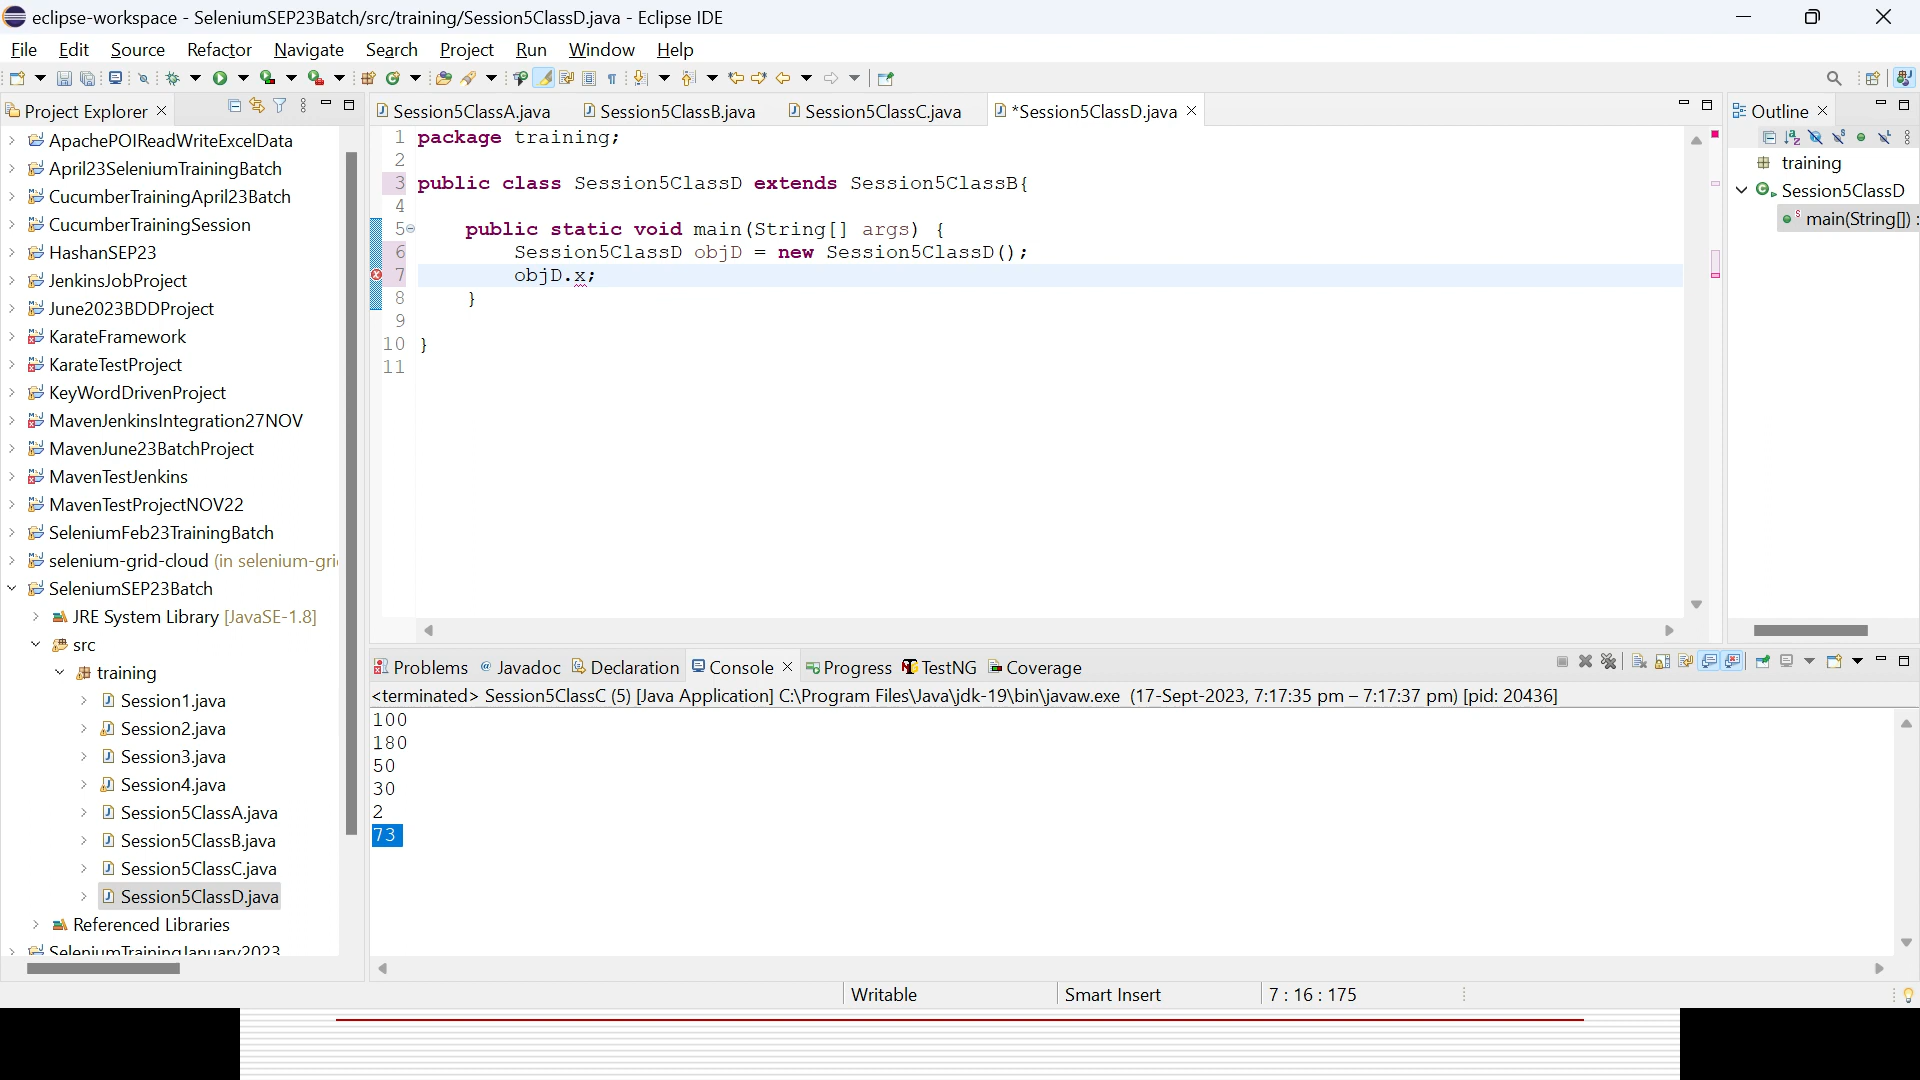 eclipse-workspace - SeleniumSEP23Batch/src/training/Session5ClassD.java - Eclipse IDE
File Edit Source Refactor Navigate Search Project Run Window Help
Project Explorer
Session5ClassA.java Session5ClassB.java Session5ClassC.java *Session5ClassD.java
Outline
ApachePOIReadWriteExcelData
April23SeleniumTrainingBatch
CucumberTrainingApril23Batch
CucumberTrainingSession
HashanSEP23
JenkinsJobProject
June2023BDDProject
KarateFramework
KarateTestProject
KeyWordDrivenProject
MavenJenkinsIntegration27NOV
MavenJune23BatchProject
MavenTestJenkins
MavenTestProjectNOV22
SeleniumFeb23TrainingBatch
selenium-grid-cloud (in selenium-gri
SeleniumSEP23Batch
JRE System Library [JavaSE-1.8]
src
training
Session1.java
Session2.java
Session3.java
Session4.java
Session5ClassA.java
Session5ClassB.java
Session5ClassC.java
Session5ClassD.java
Referenced Libraries
SeleniumTrainingJanuary2023
1 package training;
2
3 public class Session5ClassD extends Session5ClassB{
4
5 public static void main(String[] args) {
6 Session5ClassD objD = new Session5ClassD();
7 objD.x;
8 }
9
10 }
11
training
Session5ClassD
main(String[]) :
Problems Javadoc Declaration Console Progress TestNG Coverage
<terminated> Session5ClassC (5) [Java Application] C:\Program Files\Java\jdk-19\bin\javaw.exe (17-Sept-2023, 7:17:35 pm – 7:17:37 pm) [pid: 20436]
100
180
50
30
2
73
Writable Smart Insert 7 : 16 : 175